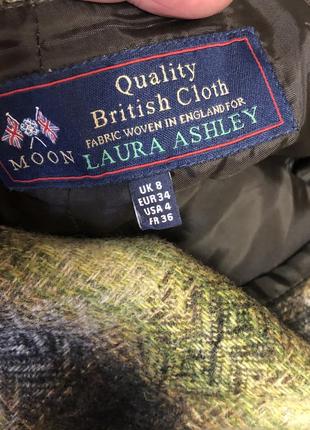 Quality
British Cloth
FABRIC WOVEN IN ENGLAND FOR
MOON LAURA ASHLEY
UK 8
EUR 34
USA 4
FR 36